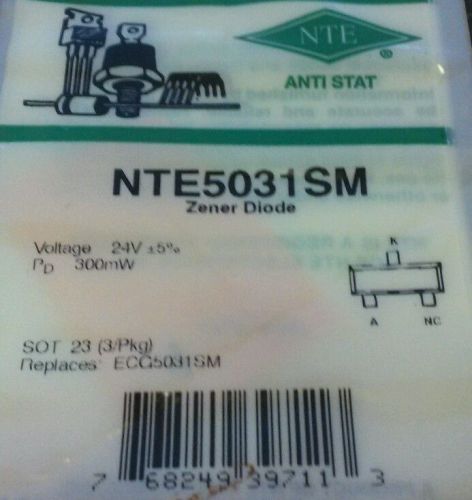 NTE
®
ANTI STAT
NTE5031SM
Zener Diode
Voltage 24V ±5%
PD 300mW
K
A NC
SOT 23 (3/Pkg)
Replaces: ECG5031SM
7 68249 39711 3